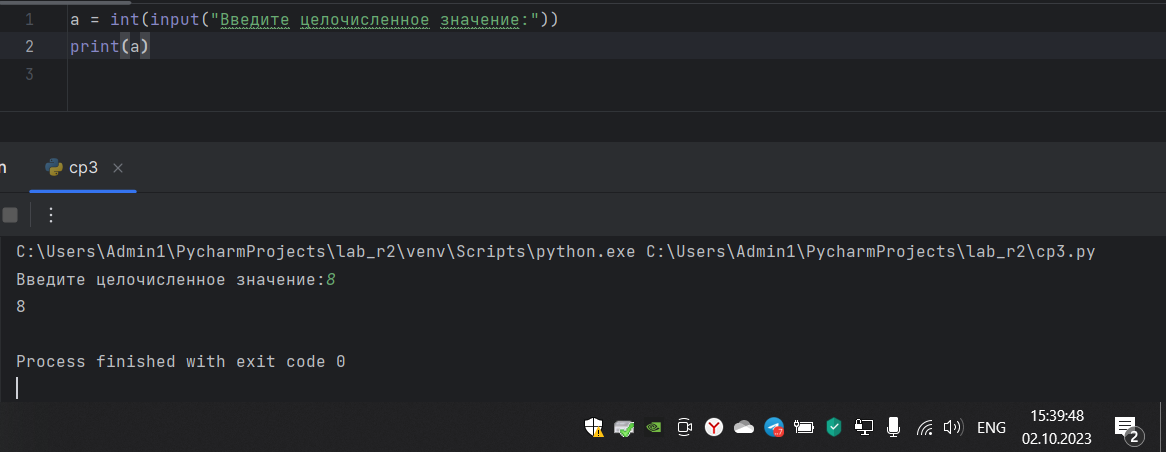 1 a = int(input("Введите целочисленное значение:"))
2 print(a)
3
n cp3
C:\Users\Admin1\PycharmProjects\lab_r2\venv\Scripts\python.exe C:\Users\Admin1\PycharmProjects\lab_r2\cp3.py
Введите целочисленное значение:8
8
Process finished with exit code 0
ENG 15:39:48
02.10.2023
2